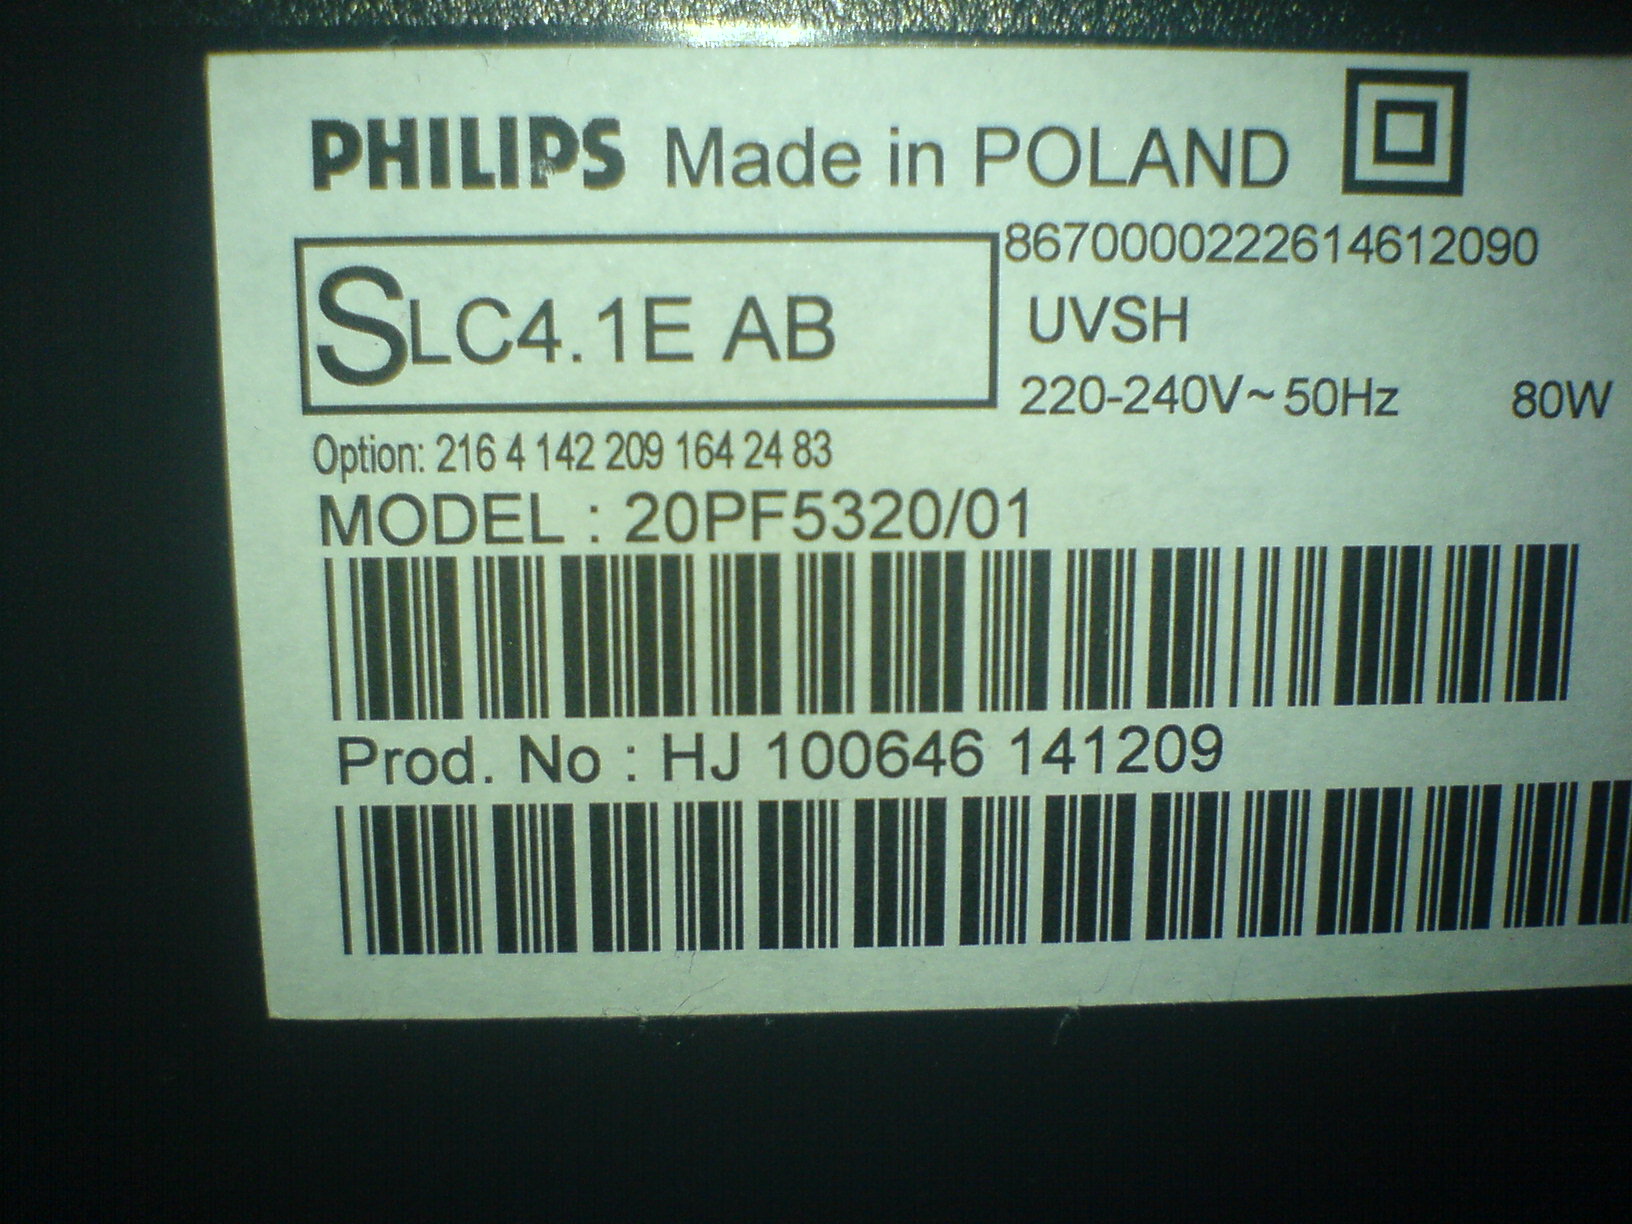 PHILIPS Made in POLAND
8670000222614612090
SLC4.1E AB
UVSH
220-240V~50Hz 80W
Option: 216 4 142 209 164 24 83
MODEL : 20PF5320/01
Prod. No : HJ 100646 141209